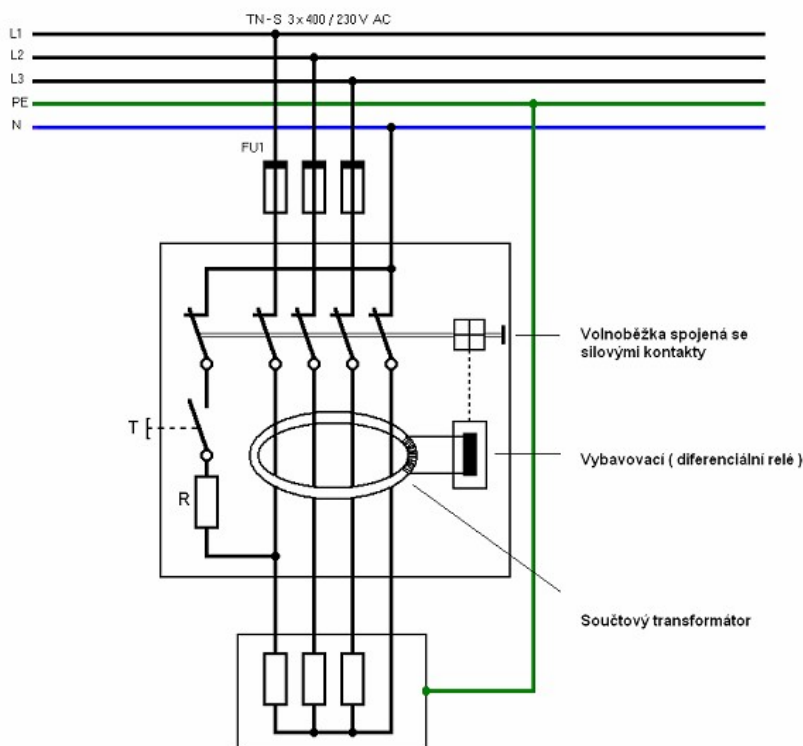 TN-S 3 x 400 / 230 V AC
L1
L2
L3
PE
N
FU1
Volnoběžka spojená se
silovými kontakty
T
Vybavovací ( diferenciální relé )
R
Součtový transformátor